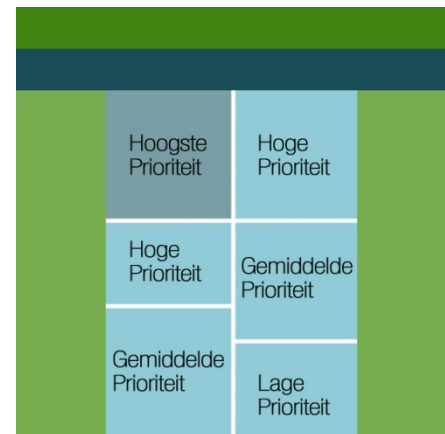 Hoogste
Prioriteit
Hoge
Prioriteit
Hoge
Prioriteit
Gemiddelde
Prioriteit
Gemiddelde
Prioriteit
Lage
Prioriteit